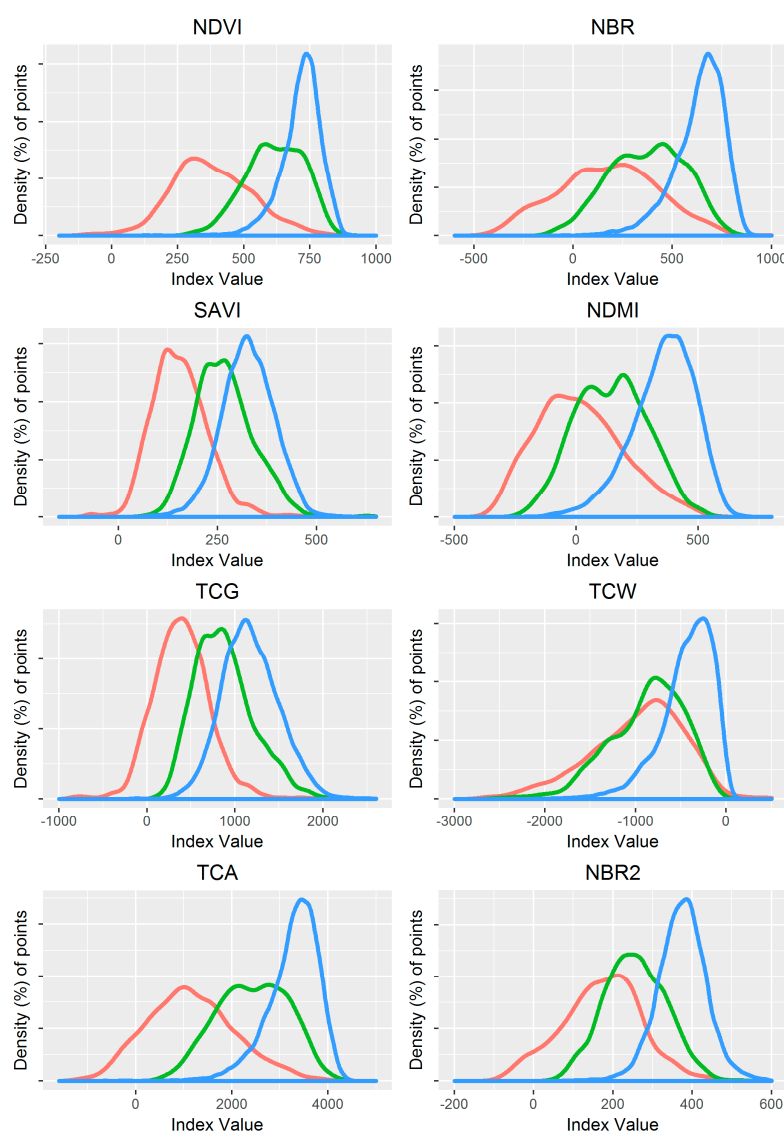 NDVI
NBR
Density (%) of points
Density (%) of points
-250 0 250 500 750 1000
-500 0 500 1000
Index Value
Index Value
SAVI
NDMI
Density (%) of points
Density (%) of points
0 250 500
-500 0 500
Index Value
Index Value
TCG
TCW
Density (%) of points
Density (%) of points
-1000 0 1000 2000
-3000 -2000 -1000 0
Index Value
Index Value
TCA
NBR2
Density (%) of points
Density (%) of points
0 2000 4000
-200 0 200 400 600
Index Value
Index Value